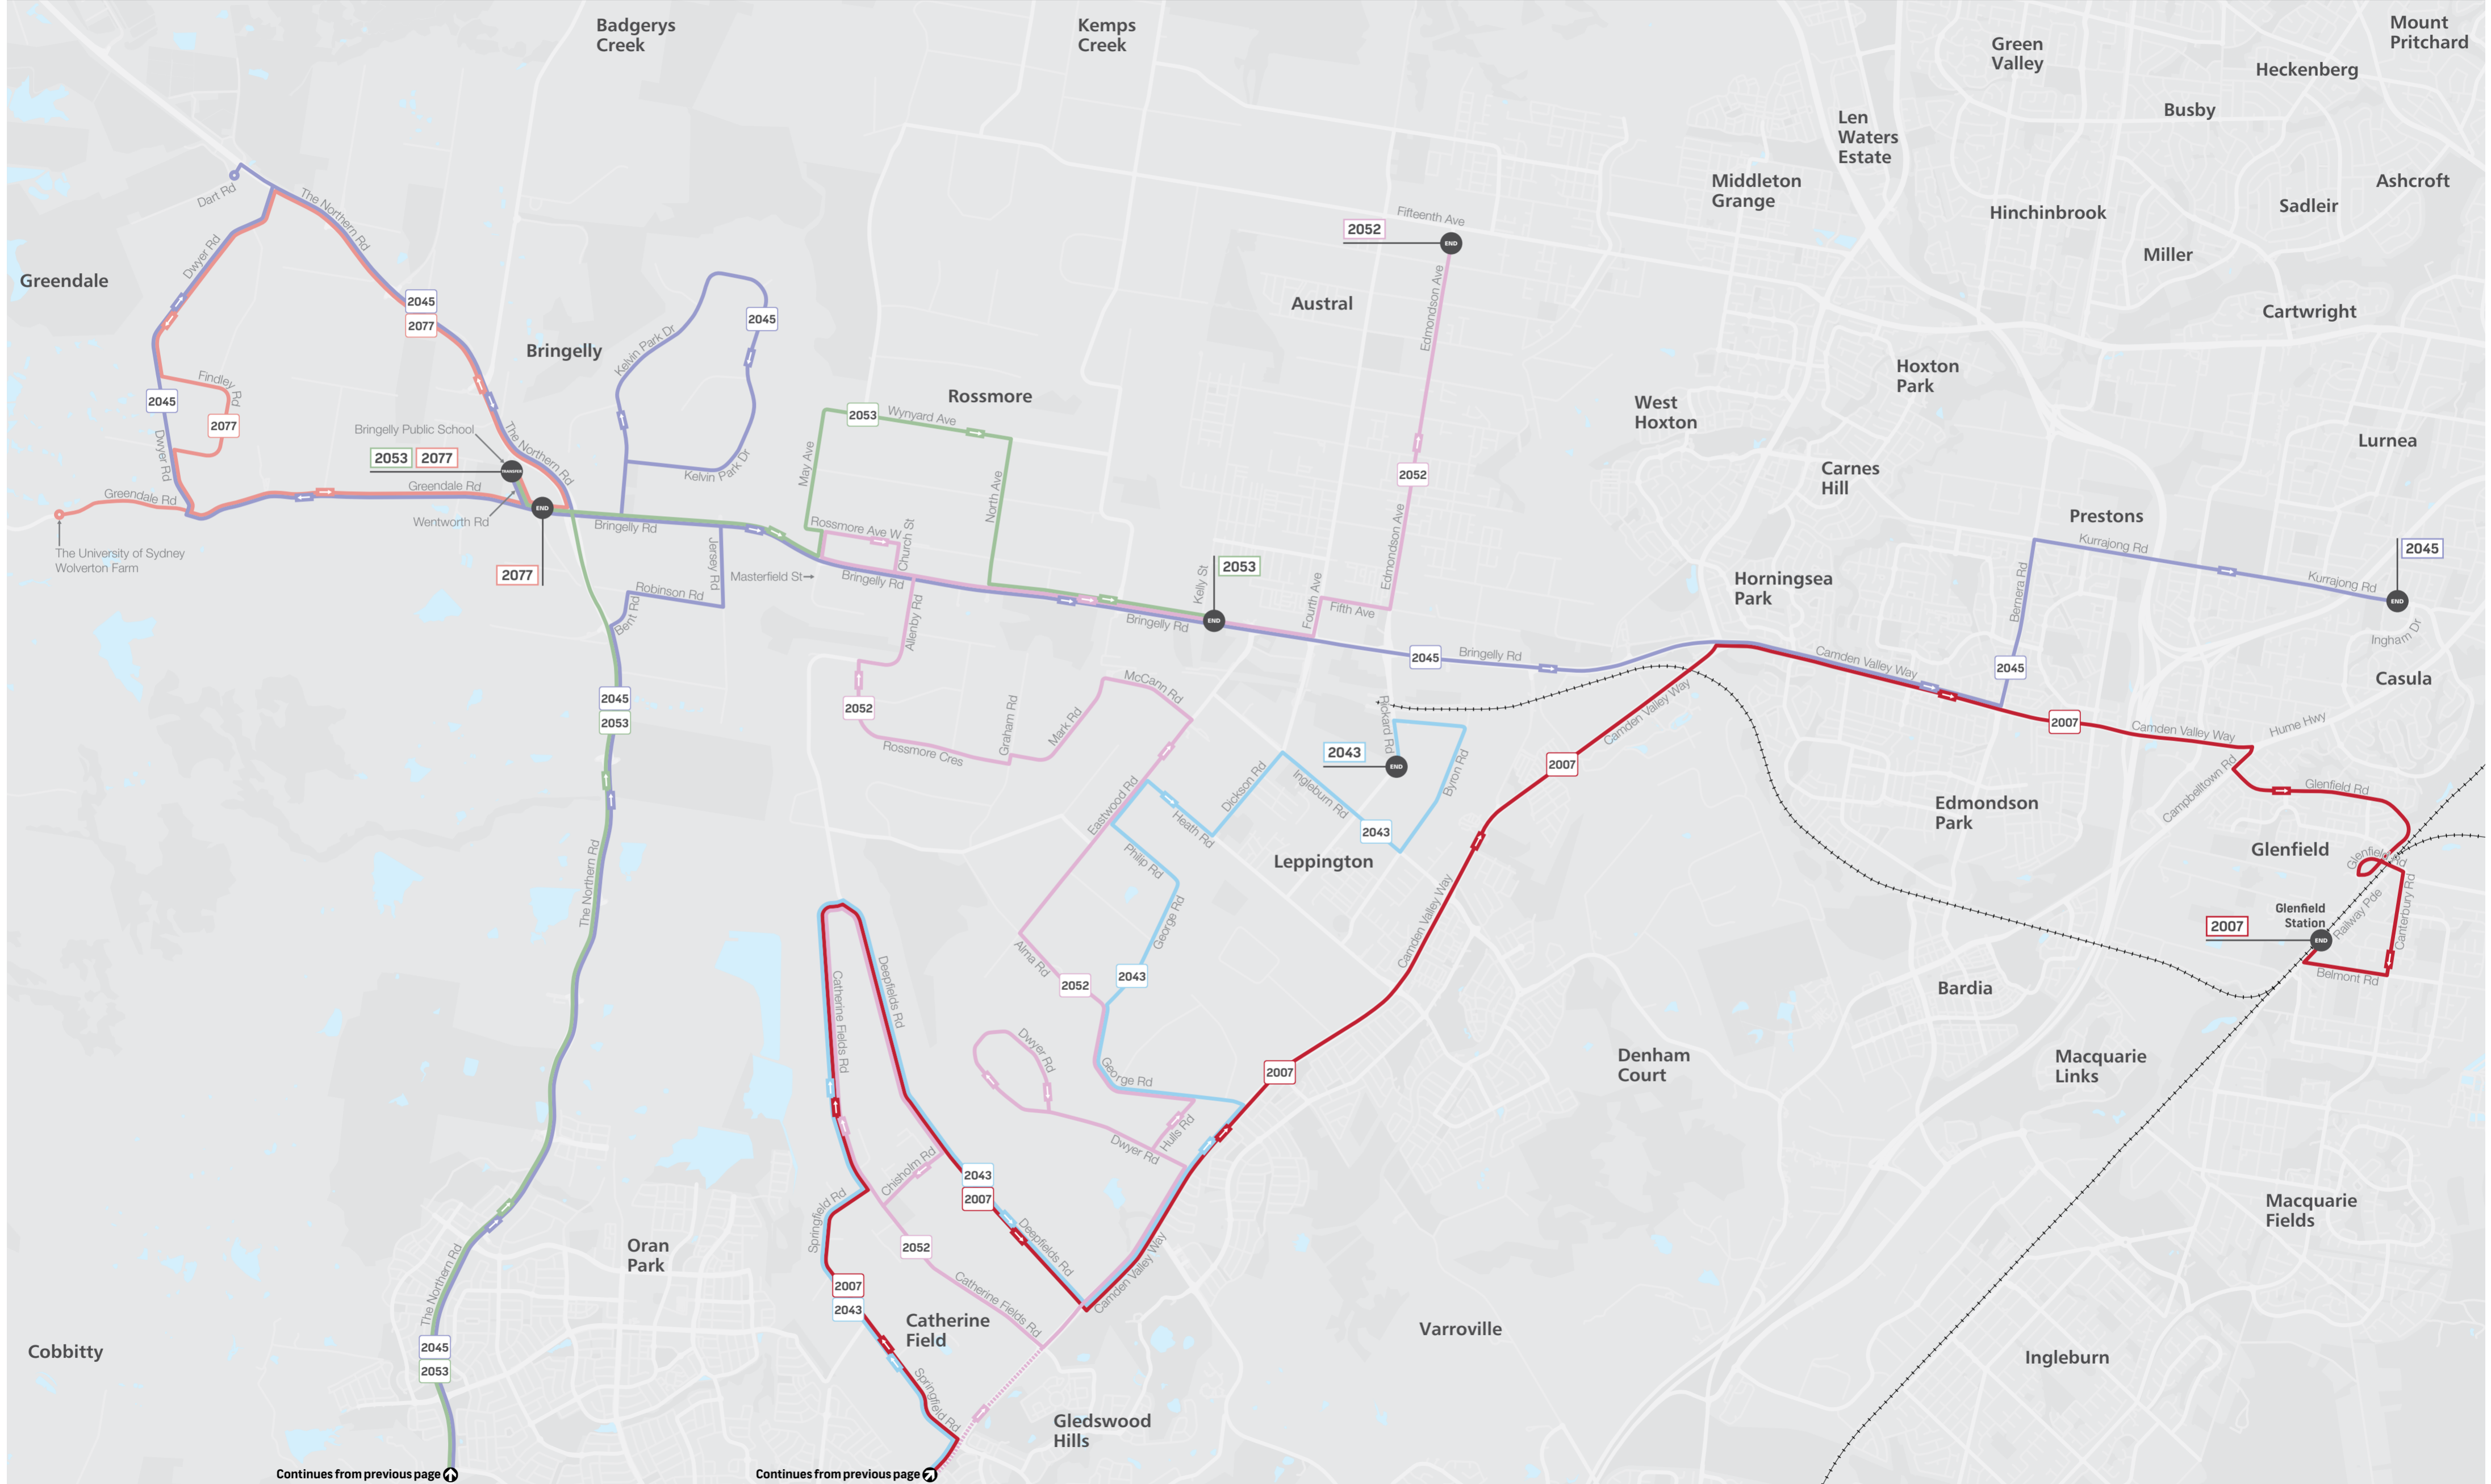 Badgerys
Creek
Kemps
Creek
Green
Valley
Mount
Pritchard
Heckenberg
Busby
Len
Waters
Estate
Middleton
Grange
Ashcroft
Sadleir
Hinchinbrook
Miller
Cartwright
Dart Rd
The Northern Rd
Dwyer Rd
Greendale
2045
2077
Bringelly
Kelvin Park Dr
2045
Kelvin Park Dr
2052
Fifteenth Ave
END
Austral
Edmondson Ave
Hoxton
Park
West
Hoxton
Carnes
Hill
Lurnea
Findley Rd
2045
2077
Dwyer Rd
Bringelly Public School
2053
2077
TRANSFER
The Northern Rd
Greendale Rd
Greendale Rd
Wentworth Rd
END
2077
The University of Sydney
Wolverton Farm
Bringelly Rd
Jersey Rd
Robinson Rd
Bent Rd
Rossmore
2053
Wynyard Ave
May Ave
North Ave
Rossmore Ave W
Church St
Masterfield St
Bringelly Rd
Allenby Rd
2052
Edmondson Ave
Kelly St
2053
END
Bringelly Rd
Fourth Ave
Fifth Ave
2045
Bringelly Rd
Horningsea
Park
Prestons
Kurrajong Rd
2045
Kurrajong Rd
END
Ingham Dr
Bernera Rd
2045
Camden Valley Way
Casula
2007
Camden Valley Way
Hume Hwy
Campbelltown Rd
Glenfield Rd
Glenfield
Glenfield Rd
Canterbury Rd
Railway Pde
Glenfield
Station
2007
END
Belmont Rd
Edmondson
Park
Bardia
2045
2053
2052
Rossmore Cres
Graham Rd
Mark Rd
McCann Rd
Eastwood Rd
Heath Rd
Dickson Rd
Ingleburn Rd
2043
END
Rickard Rd
Byron Rd
2043
Leppington
2007
Camden Valley Way
Camden Valley Way
Philip Rd
George Rd
2043
Alma Rd
2052
George Rd
The Northern Rd
Catherine Fields Rd
Deepfields Rd
Dwyer Rd
Dwyer Rd
Hulls Rd
2007
Denham
Court
Macquarie
Links
Macquarie
Fields
Chisholm Rd
2043
2007
Deepfields Rd
Springfield Rd
Springfield Rd
2052
Catherine Fields Rd
Camden Valley Way
2007
2043
Catherine
Field
Springfield Rd
Oran
Park
The Northern Rd
2045
2053
Cobbitty
Varroville
Ingleburn
Gledswood
Hills
Continues from previous page
Continues from previous page